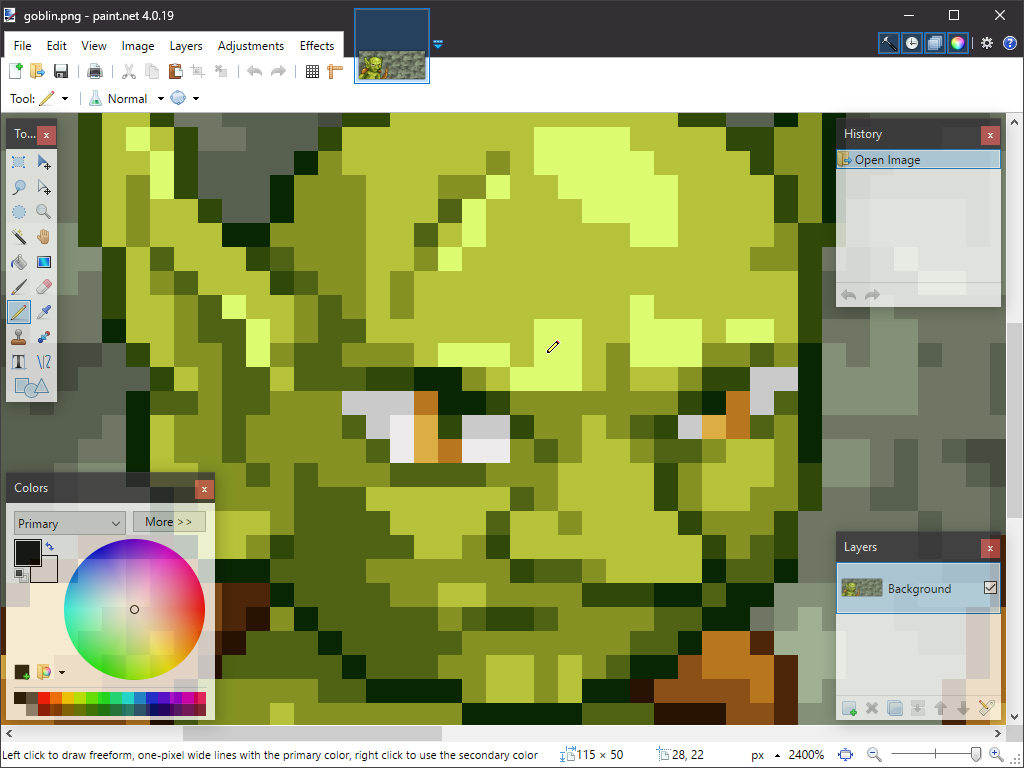 goblin.png - paint.net 4.0.19
File Edit View Image Layers Adjustments Effects
Tool: Normal
To... x
History x
Open Image
Colors x
Primary More >>
Layers x
Background
Left click to draw freeform, one-pixel wide lines with the primary color, right click to use the secondary color 115 × 50 28, 22 px 2400%